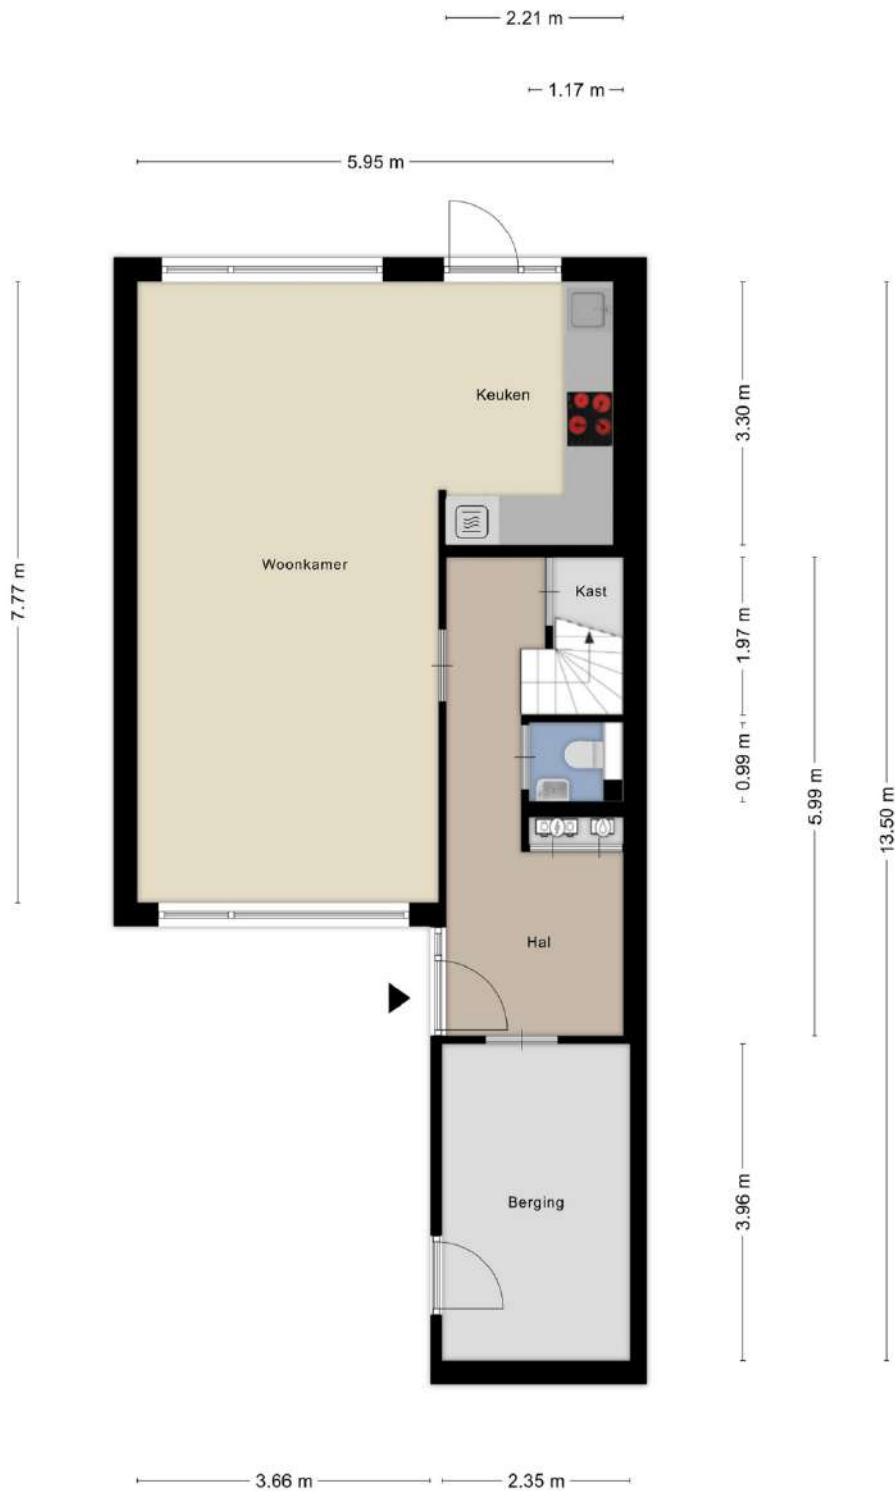 2.21 m
1.17 m
5.95 m
Keuken
3.30 m
Woonkamer
7.77 m
Kast
1.97 m
0.99 m
5.99 m
13.50 m
Hal
Berging
3.96 m
3.66 m
2.35 m